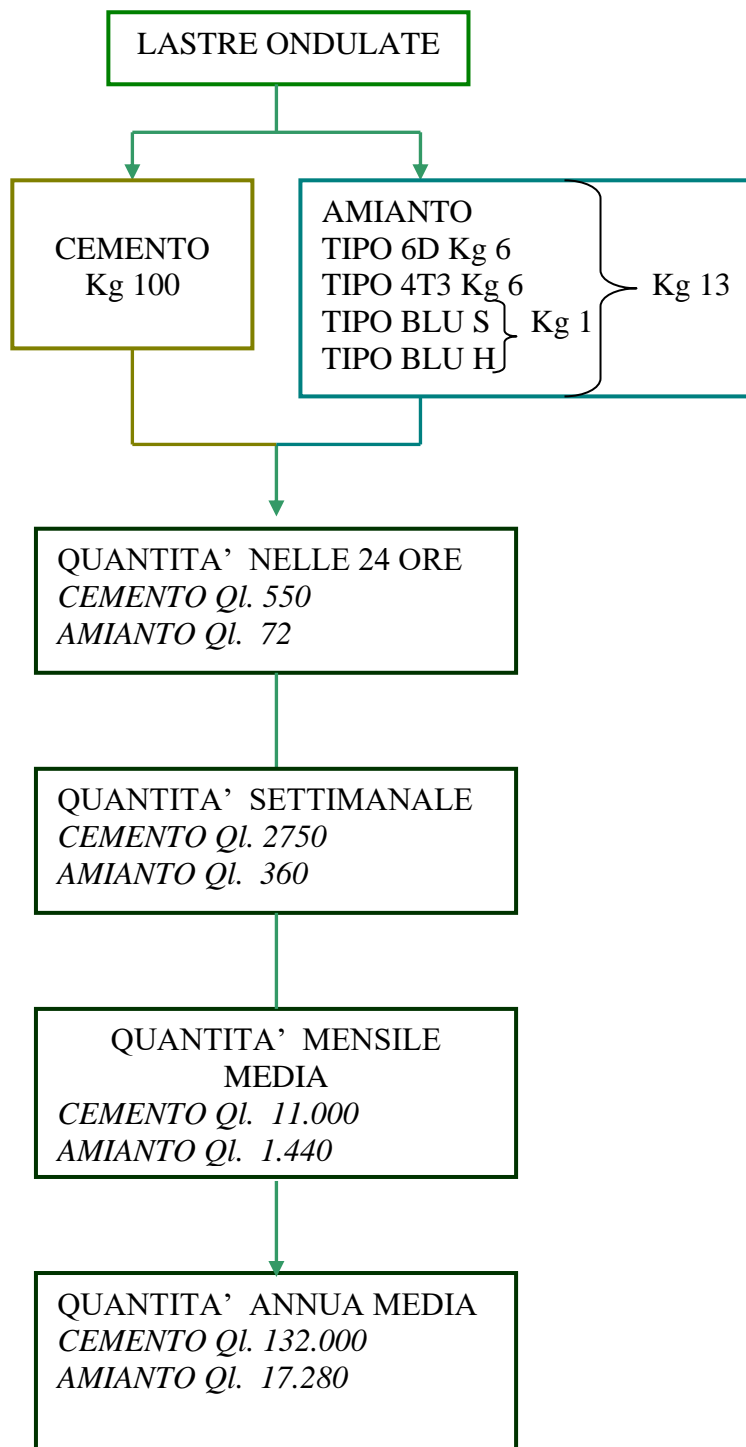 LASTRE ONDULATE
CEMENTO
Kg 100
AMIANTO
TIPO 6D Kg 6
TIPO 4T3 Kg 6
TIPO BLU S
TIPO BLU H
Kg 1
Kg 13
QUANTITA’ NELLE 24 ORE
CEMENTO Ql. 550
AMIANTO Ql. 72
QUANTITA’ SETTIMANALE
CEMENTO Ql. 2750
AMIANTO Ql. 360
QUANTITA’ MENSILE
MEDIA
CEMENTO Ql. 11.000
AMIANTO Ql. 1.440
QUANTITA’ ANNUA MEDIA
CEMENTO Ql. 132.000
AMIANTO Ql. 17.280